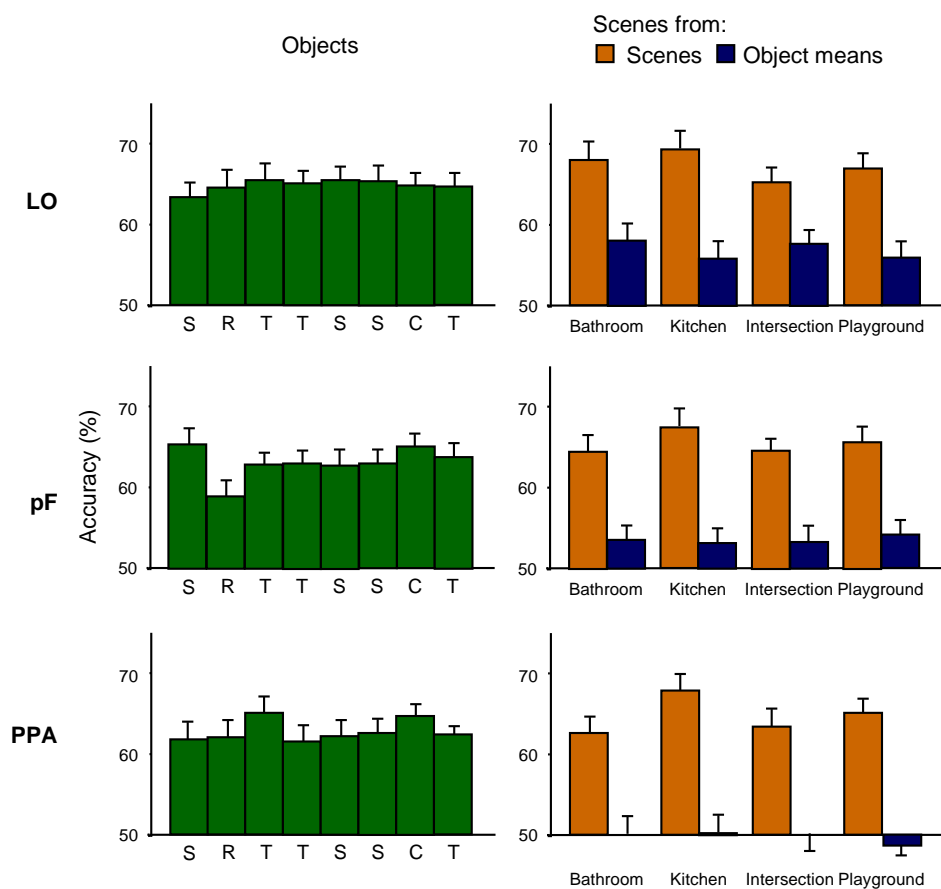 Objects
Scenes from:
Scenes Object means
LO
70
60
50
S R T T S S C T
70
60
50
Bathroom Kitchen Intersection Playground
pF
Accuracy (%)
70
60
50
S R T T S S C T
70
60
50
Bathroom Kitchen Intersection Playground
PPA
70
60
50
S R T T S S C T
70
60
50
Bathroom Kitchen Intersection Playground